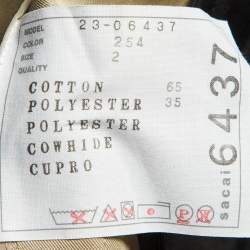 MODEL 23-06437
COLOR 254
SIZE 2
QUALITY
COTTON 65
POLYESTER 35
POLYESTER
COWHIDE
CUPRO
sacai 6437